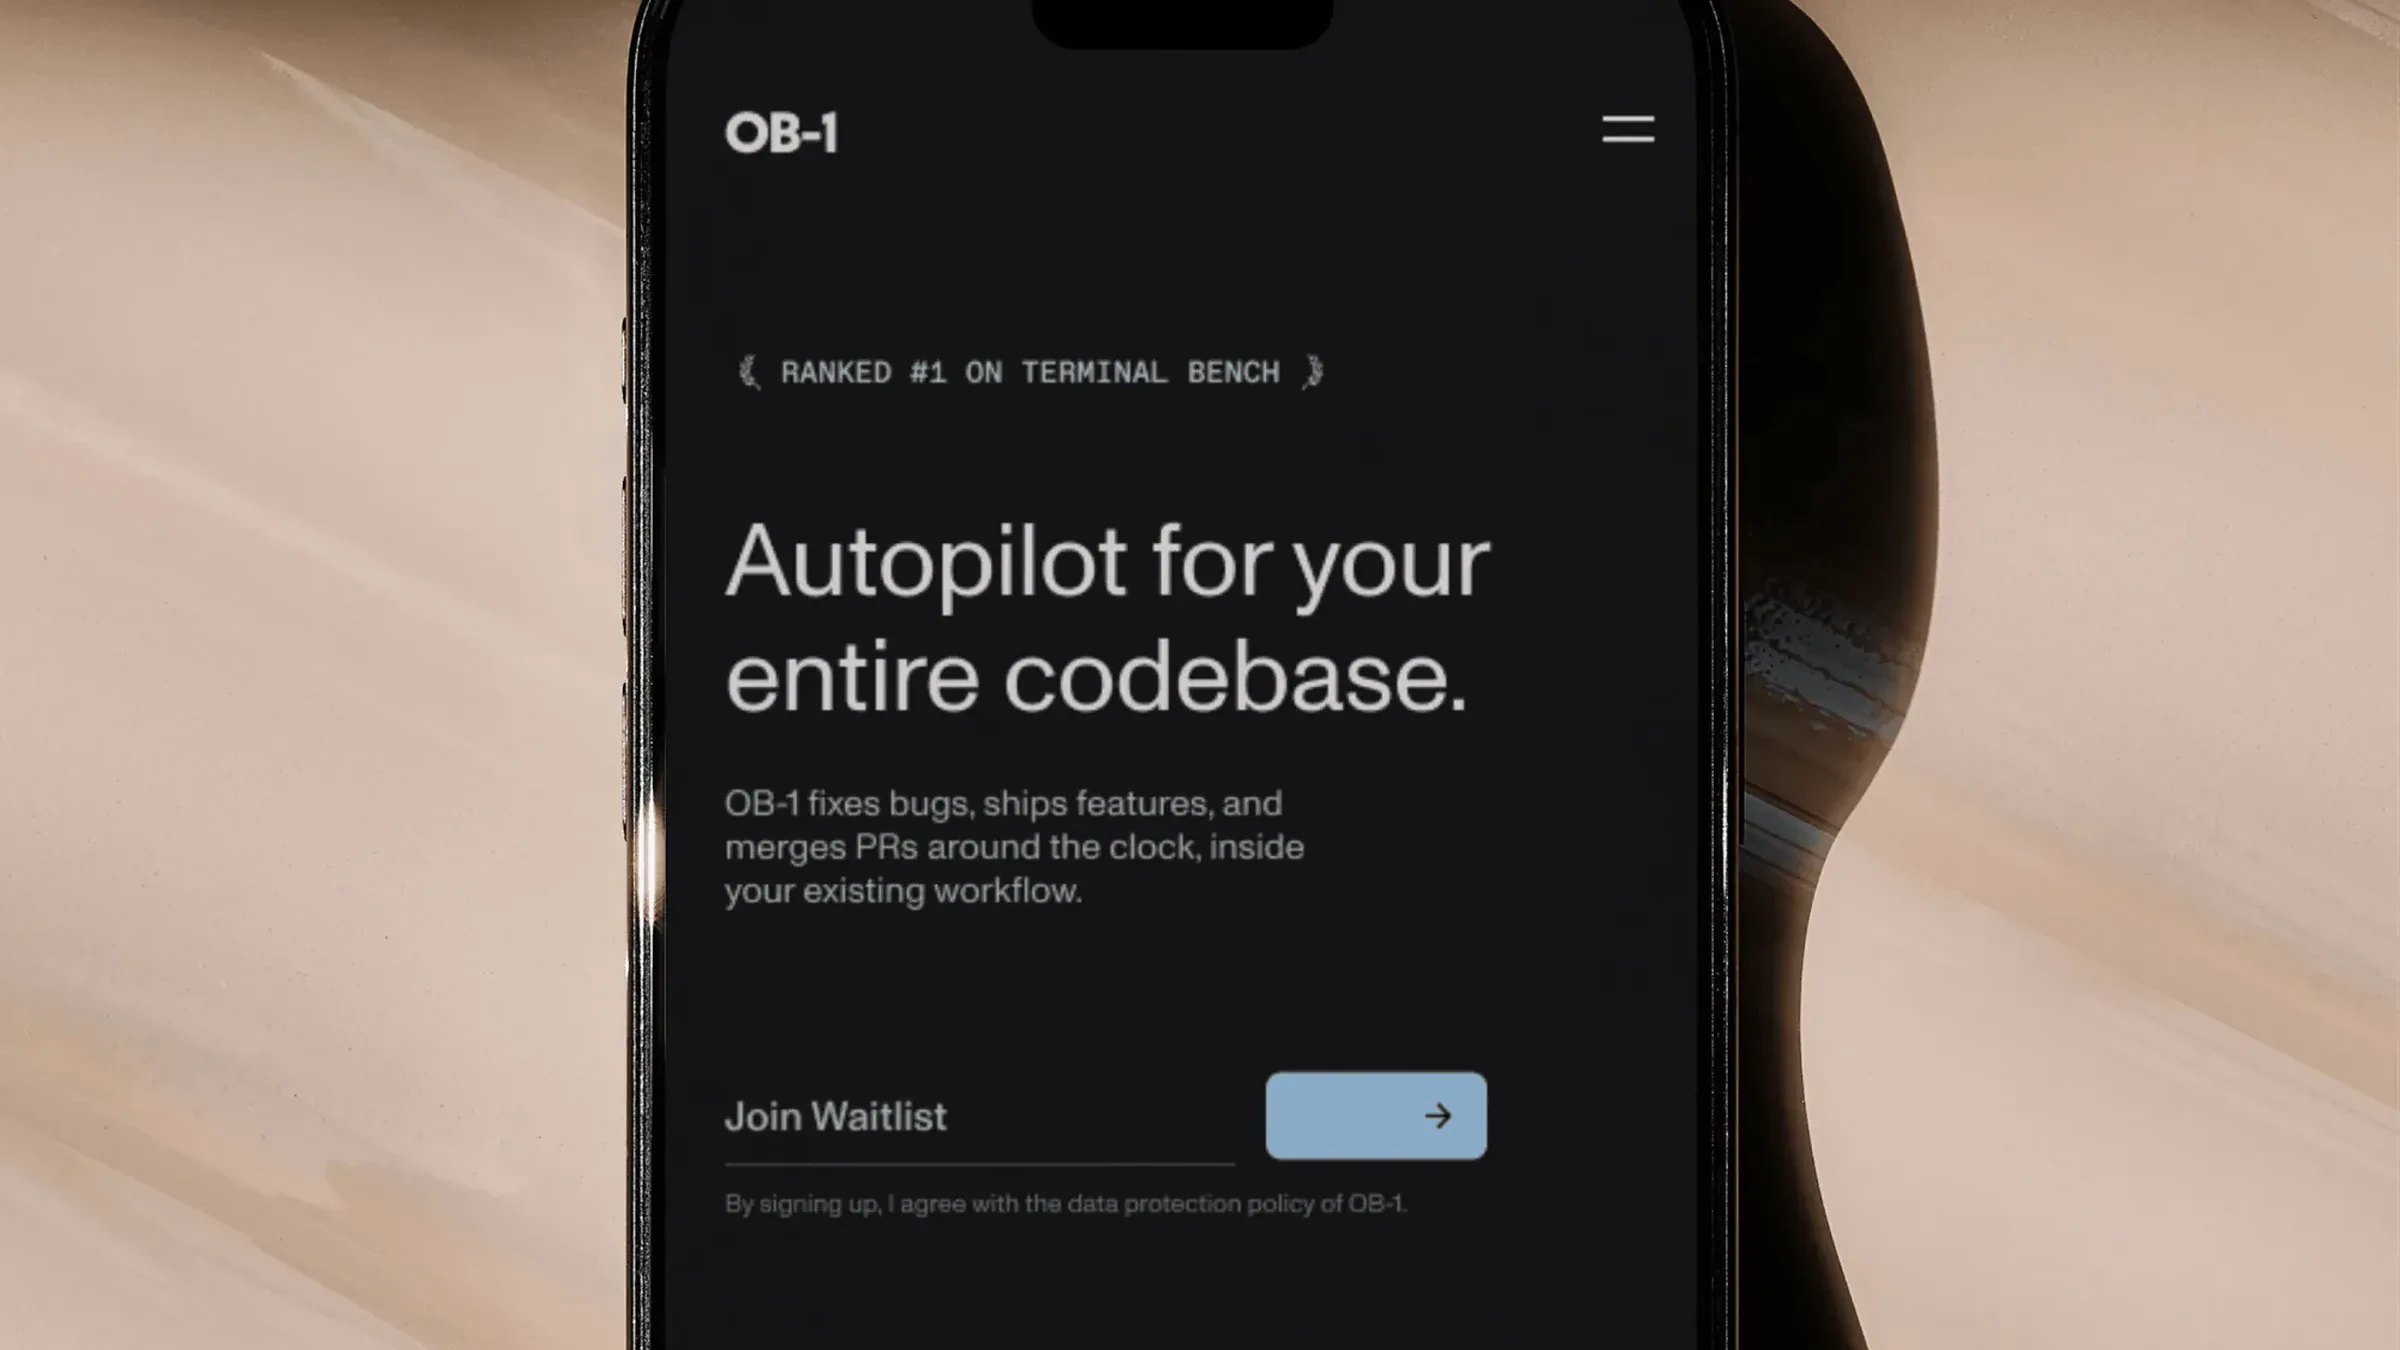 OB-1
RANKED #1 ON TERMINAL BENCH
Autopilot for your
entire codebase.
OB-1 fixes bugs, ships features, and
merges PRs around the clock, inside
your existing workflow.
Join Waitlist
By signing up, I agree with the data protection policy of OB-1.